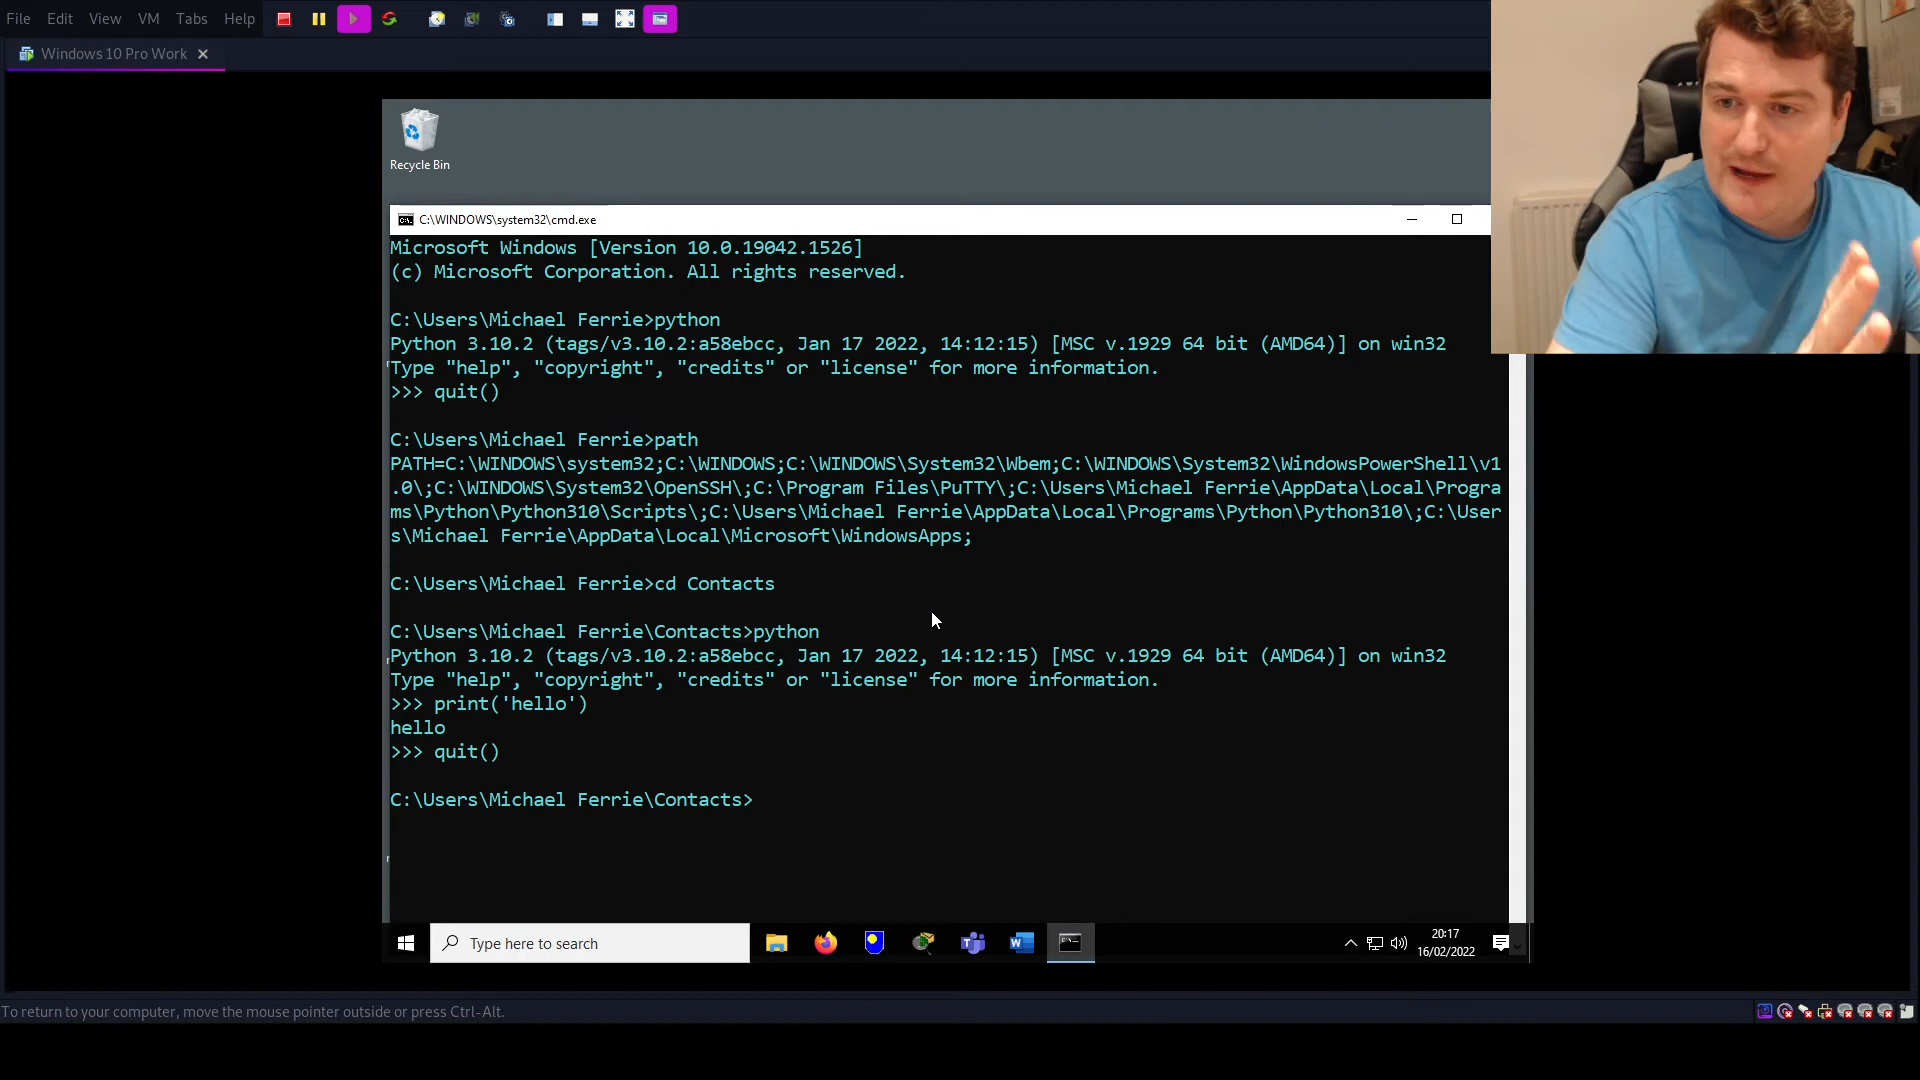 File Edit View VM Tabs Help
Windows 10 Pro Work
Recycle Bin
C:\WINDOWS\system32\cmd.exe
Microsoft Windows [Version 10.0.19042.1526]
(c) Microsoft Corporation. All rights reserved.
C:\Users\Michael Ferrie>python
Python 3.10.2 (tags/v3.10.2:a58ebcc, Jan 17 2022, 14:12:15) [MSC v.1929 64 bit (AMD64)] on win32
Type "help", "copyright", "credits" or "license" for more information.
>>> quit()
C:\Users\Michael Ferrie>path
PATH=C:\WINDOWS\system32;C:\WINDOWS;C:\WINDOWS\System32\Wbem;C:\WINDOWS\System32\WindowsPowerShell\v1
.0\;C:\WINDOWS\System32\OpenSSH\;C:\Program Files\PuTTY\;C:\Users\Michael Ferrie\AppData\Local\Progra
ms\Python\Python310\Scripts\;C:\Users\Michael Ferrie\AppData\Local\Programs\Python\Python310\;C:\User
s\Michael Ferrie\AppData\Local\Microsoft\WindowsApps;
C:\Users\Michael Ferrie>cd Contacts
C:\Users\Michael Ferrie\Contacts>python
Python 3.10.2 (tags/v3.10.2:a58ebcc, Jan 17 2022, 14:12:15) [MSC v.1929 64 bit (AMD64)] on win32
Type "help", "copyright", "credits" or "license" for more information.
>>> print('hello')
hello
>>> quit()
C:\Users\Michael Ferrie\Contacts>
Type here to search
20:17
16/02/2022
To return to your computer, move the mouse pointer outside or press Ctrl-Alt.